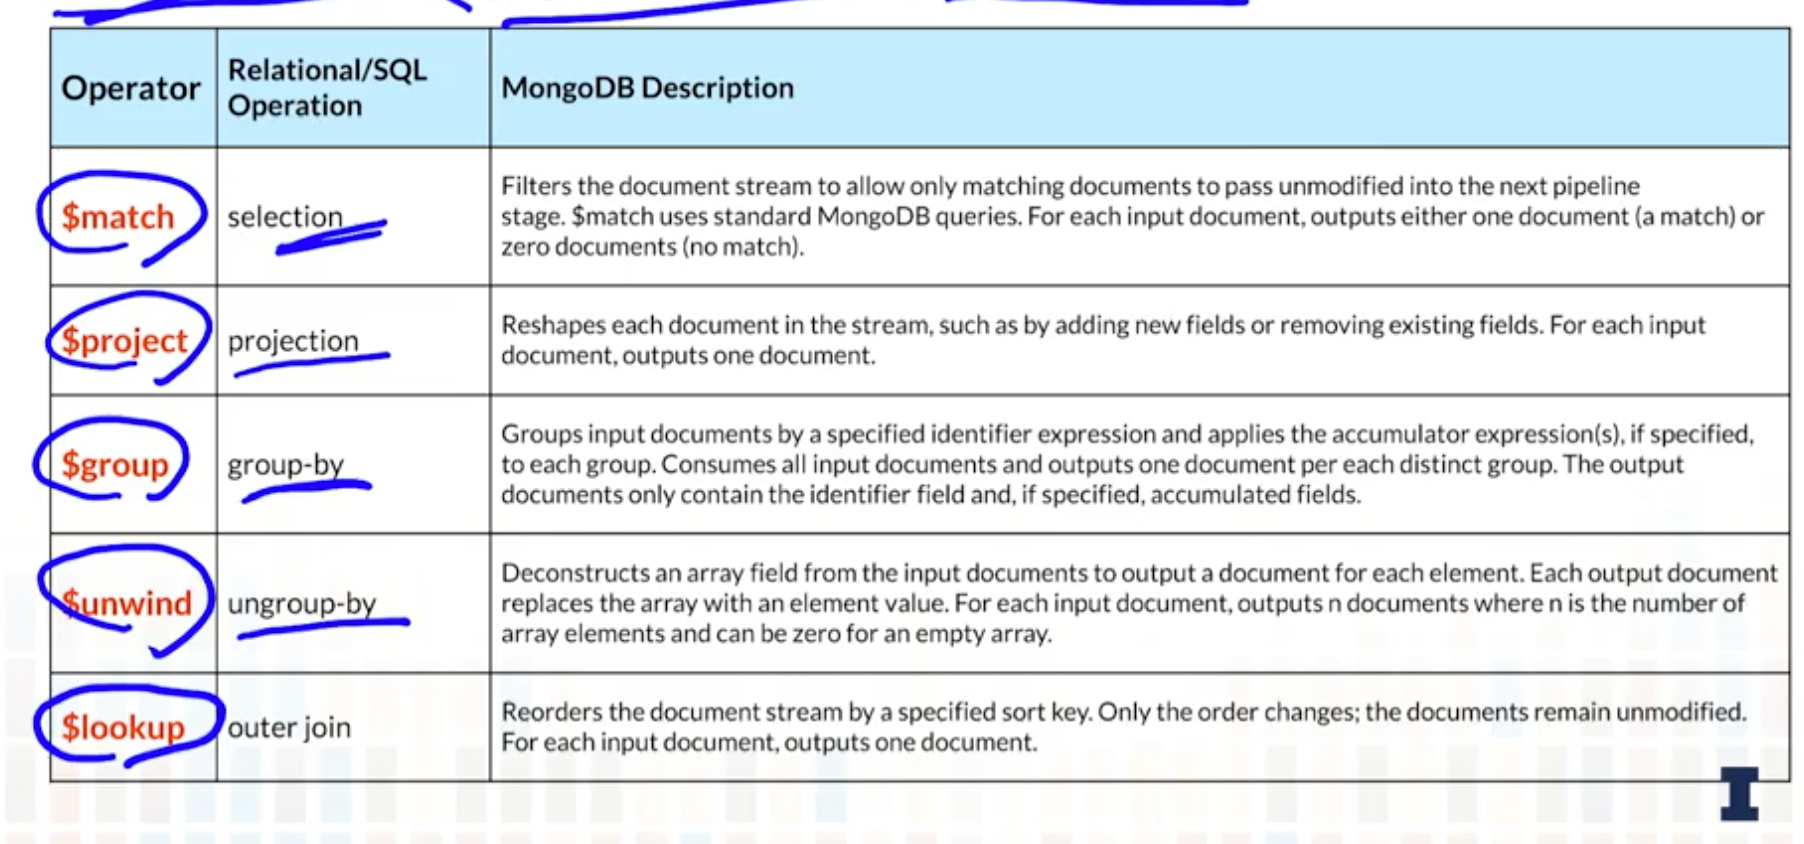 Operator
Relational/SQL
Operation
MongoDB Description
$match
selection
Filters the document stream to allow only matching documents to pass unmodified into the next pipeline
stage. $match uses standard MongoDB queries. For each input document, outputs either one document (a match) or
zero documents (no match).
$project
projection
Reshapes each document in the stream, such as by adding new fields or removing existing fields. For each input
document, outputs one document.
$group
group-by
Groups input documents by a specified identifier expression and applies the accumulator expression(s), if specified,
to each group. Consumes all input documents and outputs one document per each distinct group. The output
documents only contain the identifier field and, if specified, accumulated fields.
$unwind
ungroup-by
Deconstructs an array field from the input documents to output a document for each element. Each output document
replaces the array with an element value. For each input document, outputs n documents where n is the number of
array elements and can be zero for an empty array.
$lookup
outer join
Reorders the document stream by a specified sort key. Only the order changes; the documents remain unmodified.
For each input document, outputs one document.
I